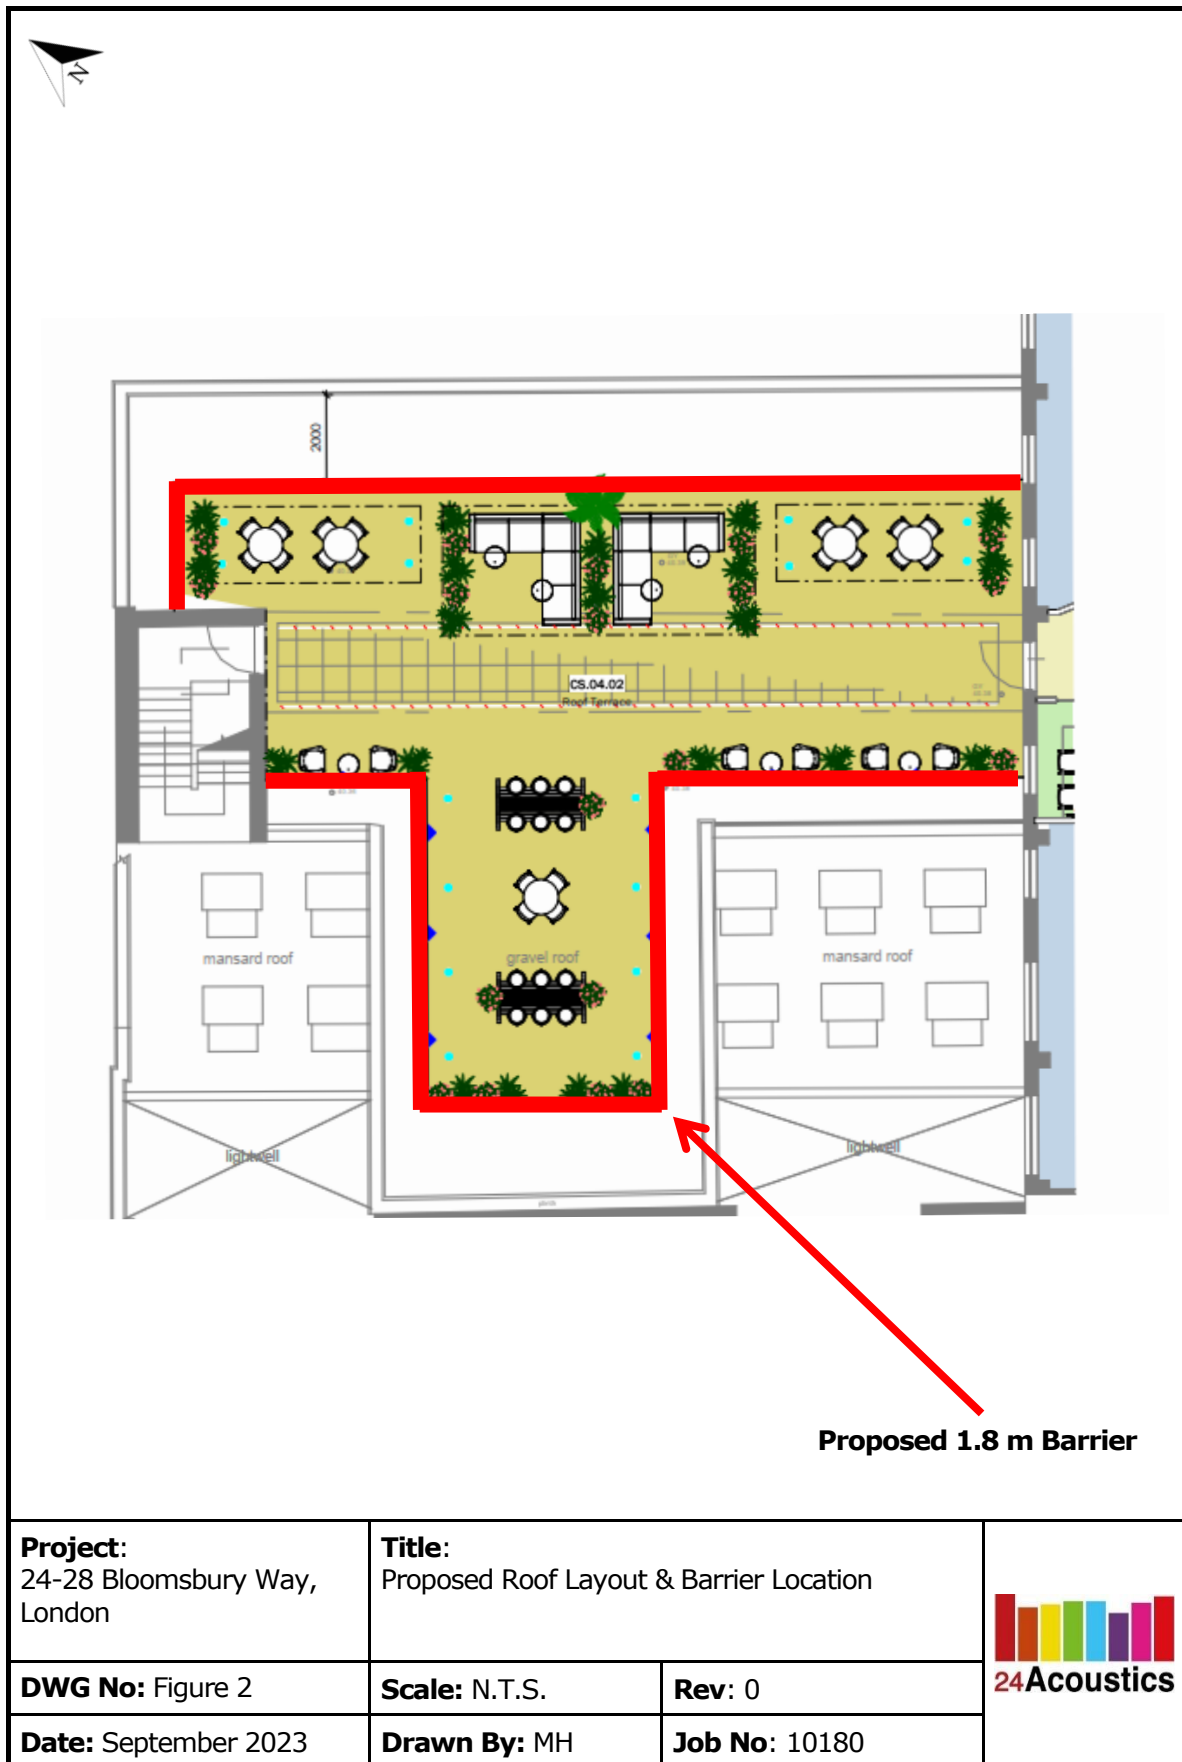 N
2000
CS.04.02
Roof Terrace
mansard roof
gravel roof
mansard roof
lightwell
lightwell
Proposed 1.8 m Barrier
Project:
24-28 Bloomsbury Way,
London
Title:
Proposed Roof Layout & Barrier Location
DWG No: Figure 2
Scale: N.T.S.
Rev: 0
Date: September 2023
Drawn By: MH
Job No: 10180
24Acoustics